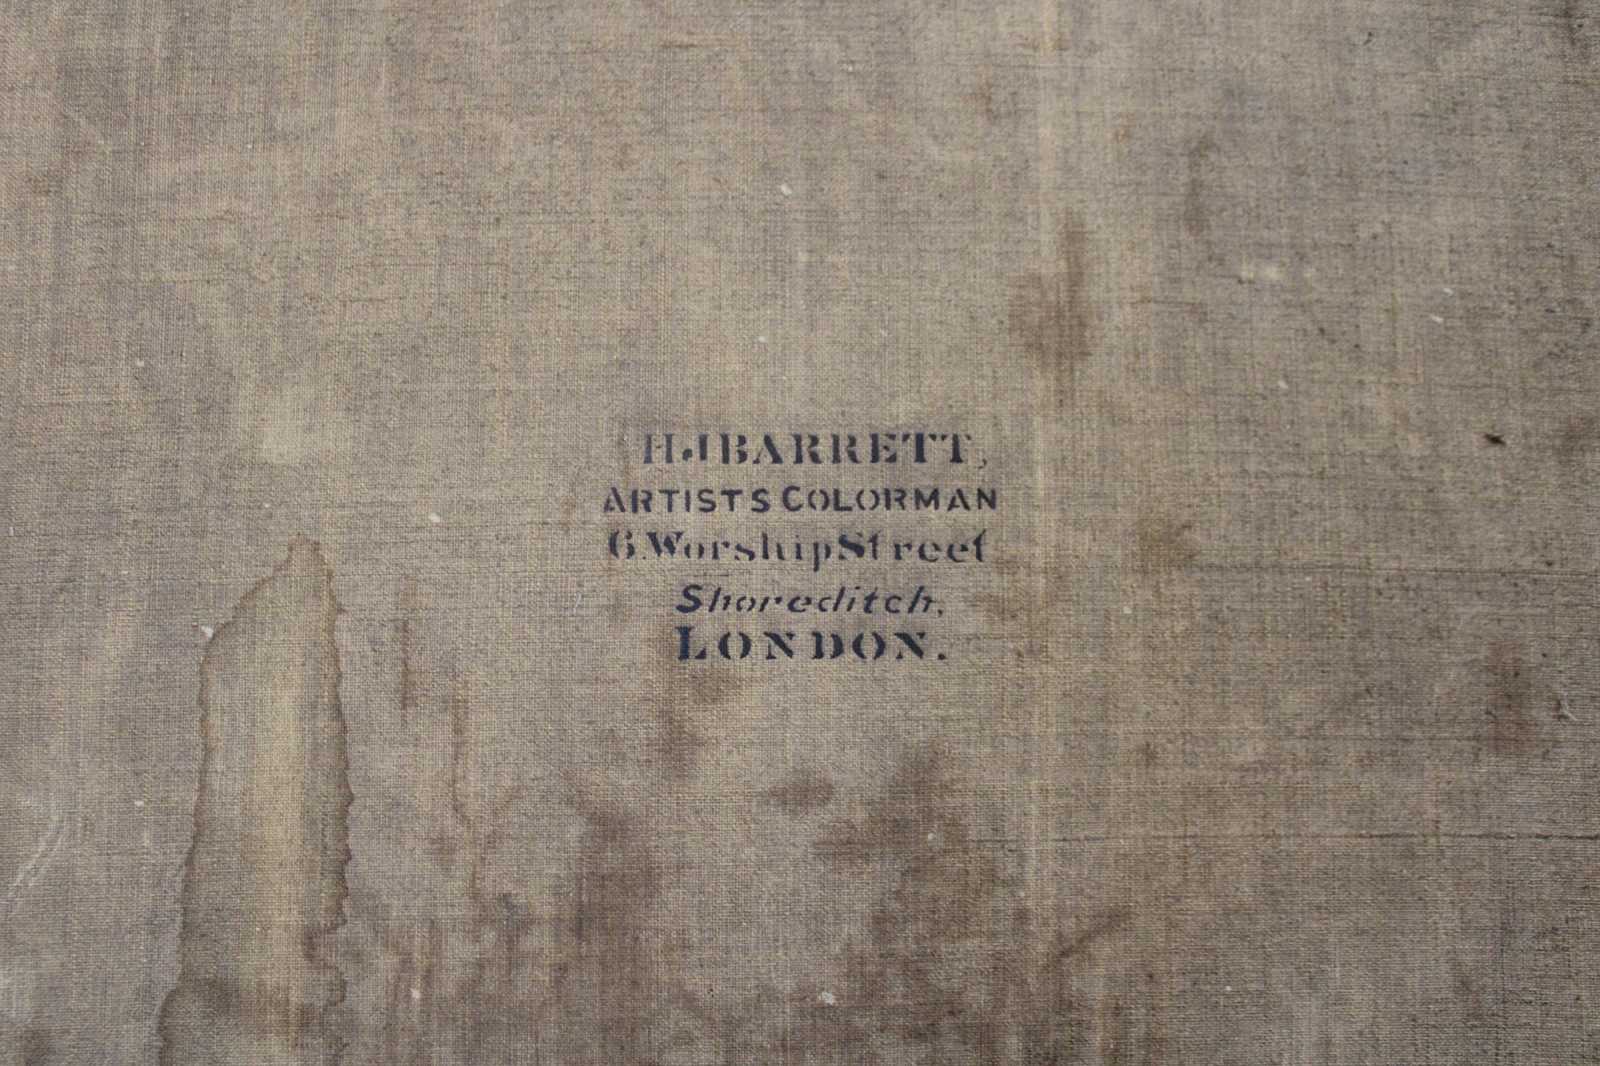 H.J BARRETT,
ARTISTS COLORMAN
6. Worship Street
Shoreditch,
LONDON.